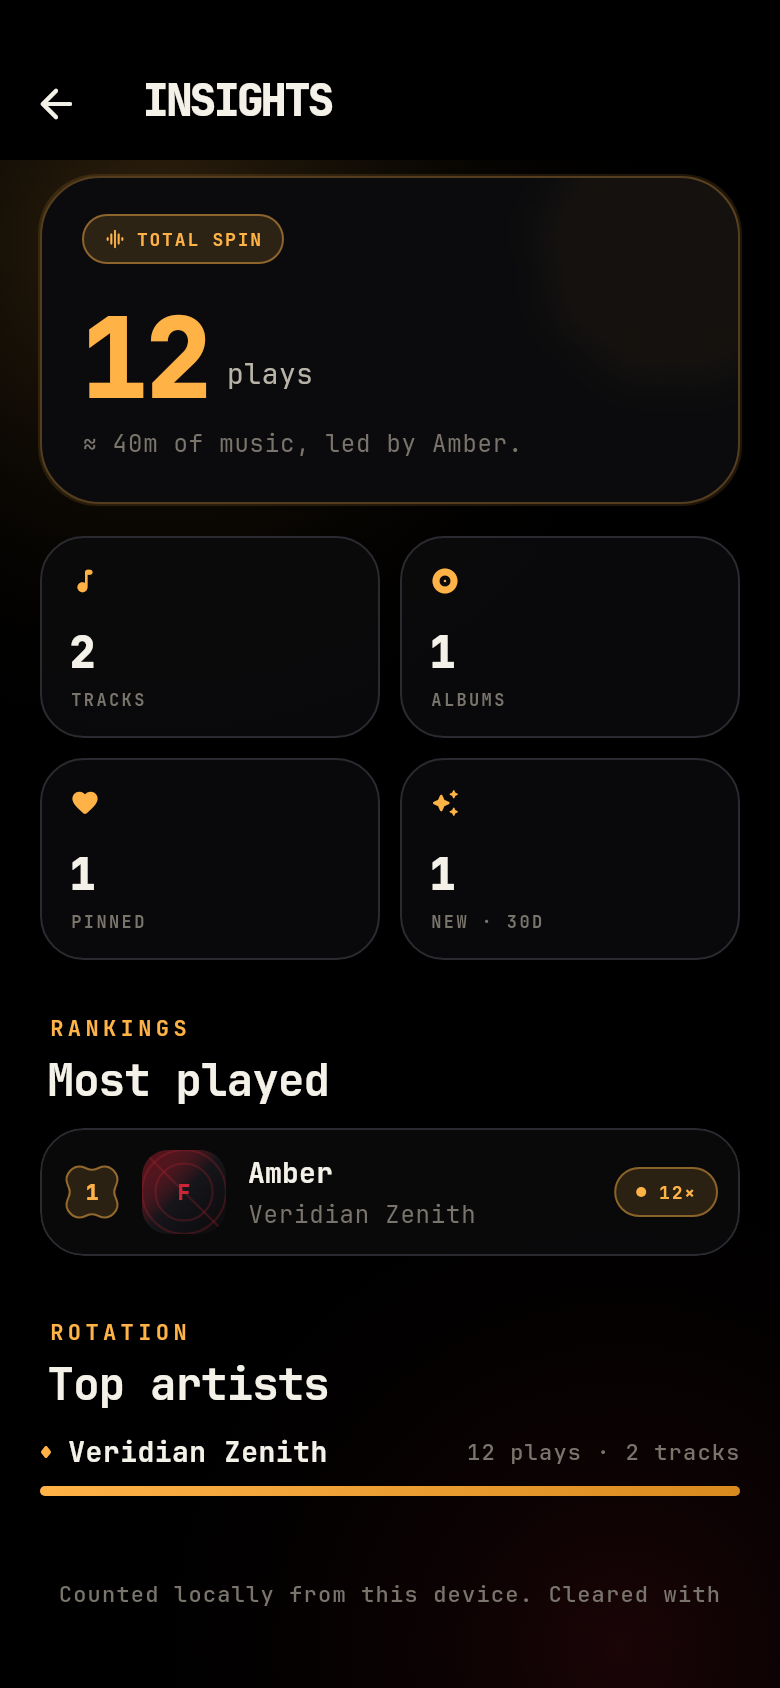 INSIGHTS
TOTAL SPIN
12 plays
≈ 40m of music, led by Amber.
2
TRACKS
1
ALBUMS
1
PINNED
1
NEW · 30D
RANKINGS
Most played
1
F
Amber
Veridian Zenith
12×
ROTATION
Top artists
Veridian Zenith
12 plays · 2 tracks
Counted locally from this device. Cleared with